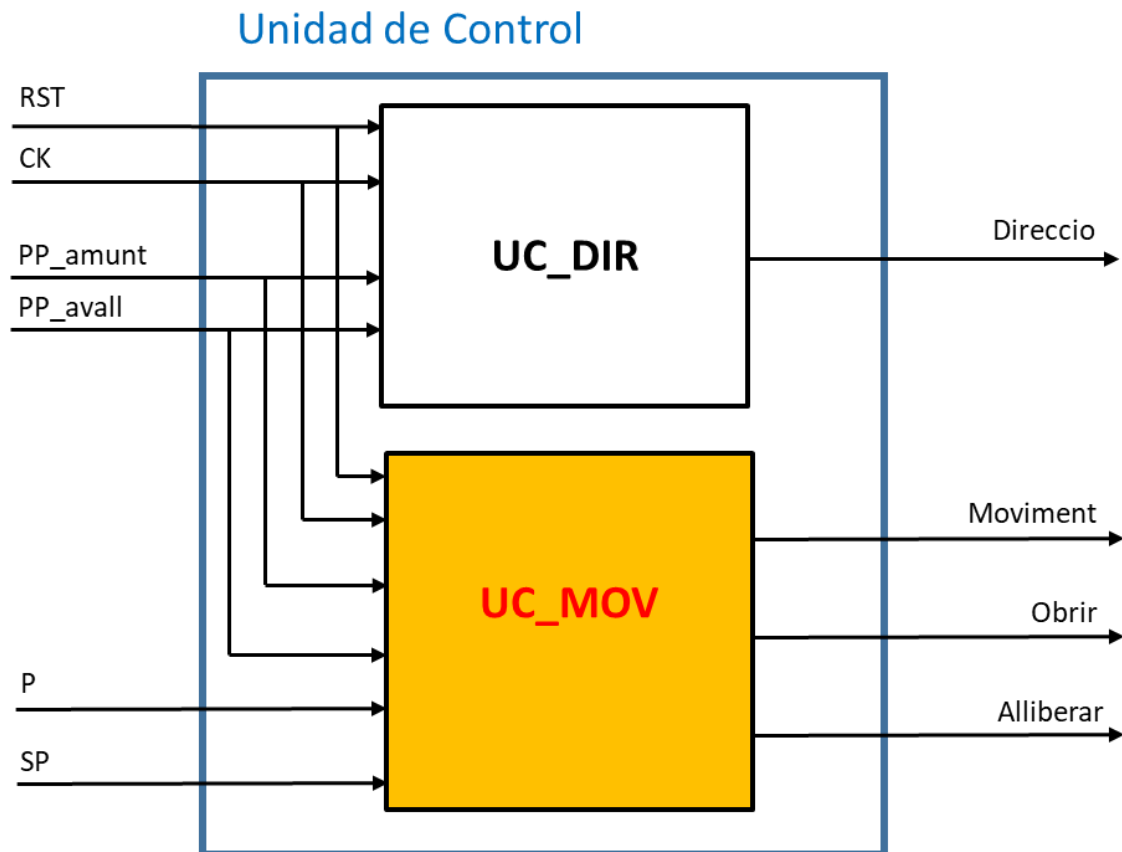 Unidad de Control
RST
CK
PP_amunt
PP_avall
UC_DIR
Direccio
UC_MOV
Moviment
Obrir
Alliberar
P
SP